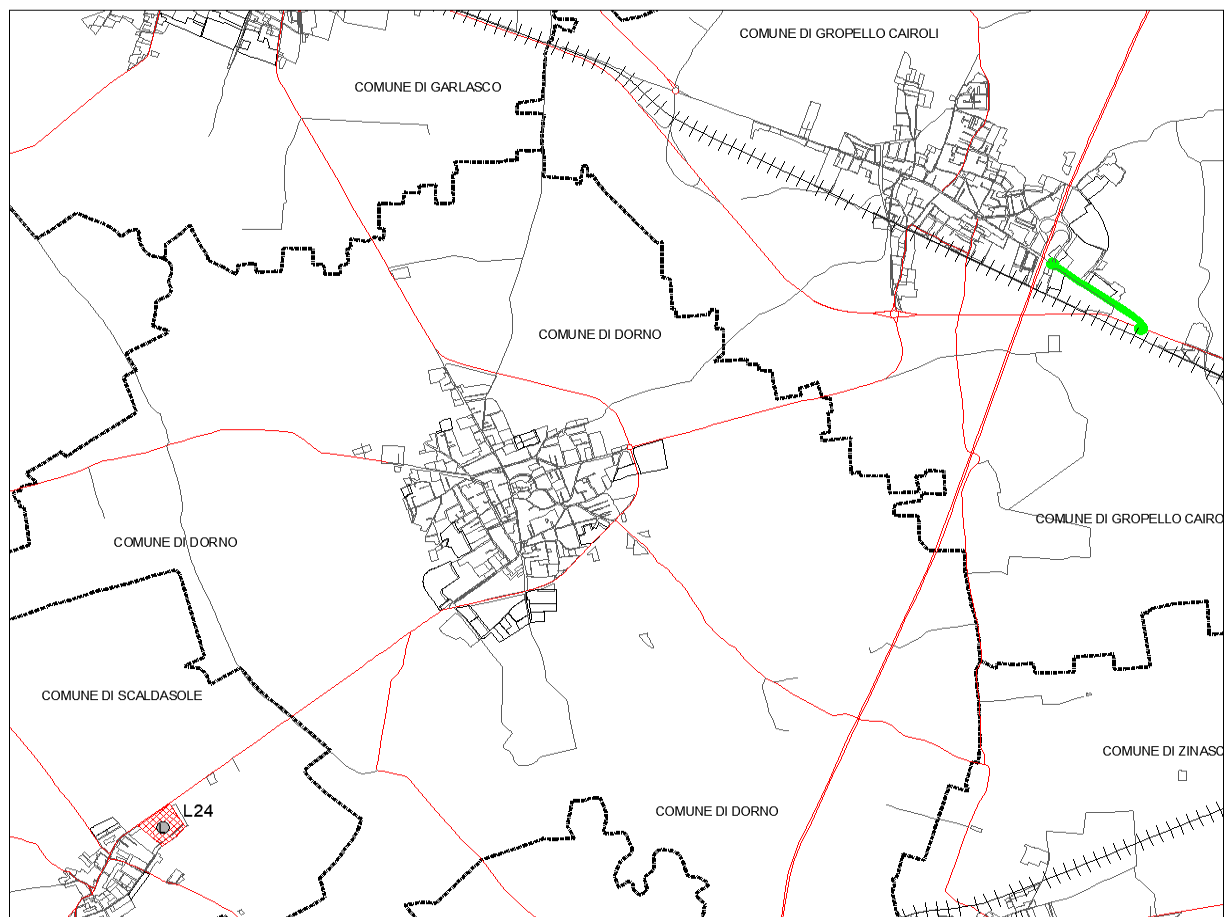 COMUNE DI GROPELLO CAIROLI
COMUNE DI GARLASCO
COMUNE DI DORNO
COMUNE DI GROPELLO CAIRO
COMUNE DI DORNO
COMUNE DI SCALDASOLE
COMUNE DI ZINASC
L24
COMUNE DI DORNO